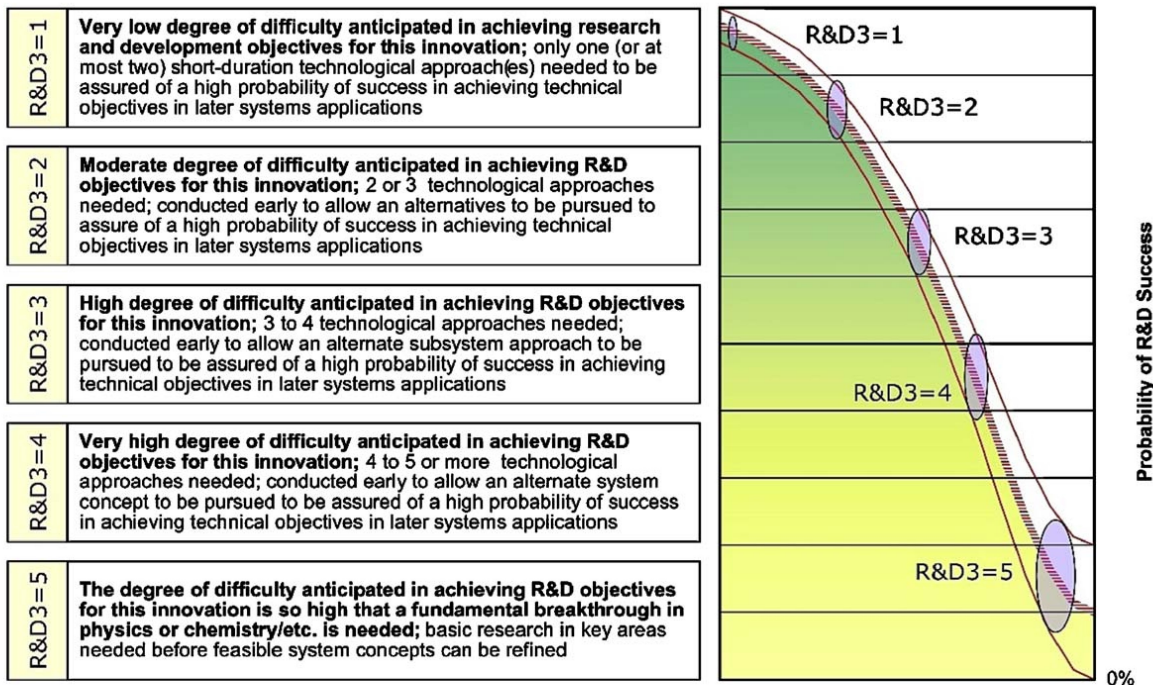 R&D3=1
Very low degree of difficulty anticipated in achieving research
and development objectives for this innovation; only one (or at
most two) short-duration technological approach(es) needed to be
assured of a high probability of success in achieving technical
objectives in later systems applications
R&D3=2
Moderate degree of difficulty anticipated in achieving R&D
objectives for this innovation; 2 or 3 technological approaches
needed; conducted early to allow an alternatives to be pursued to
assure of a high probability of success in achieving technical
objectives in later systems applications
R&D3=3
High degree of difficulty anticipated in achieving R&D objectives
for this innovation; 3 to 4 technological approaches needed;
conducted early to allow an alternate subsystem approach to be
pursued to be assured of a high probability of success in achieving
technical objectives in later systems applications
R&D3=4
Very high degree of difficulty anticipated in achieving R&D
objectives for this innovation; 4 to 5 or more technological
approaches needed; conducted early to allow an alternate system
concept to be pursued to be assured of a high probability of success
in achieving technical objectives in later systems applications
R&D3=5
The degree of difficulty anticipated in achieving R&D objectives
for this innovation is so high that a fundamental breakthrough in
physics or chemistry/etc. is needed; basic research in key areas
needed before feasible system concepts can be refined
R&D3=1
R&D3=2
R&D3=3
R&D3=4
R&D3=5
Probability of R&D Success
0%